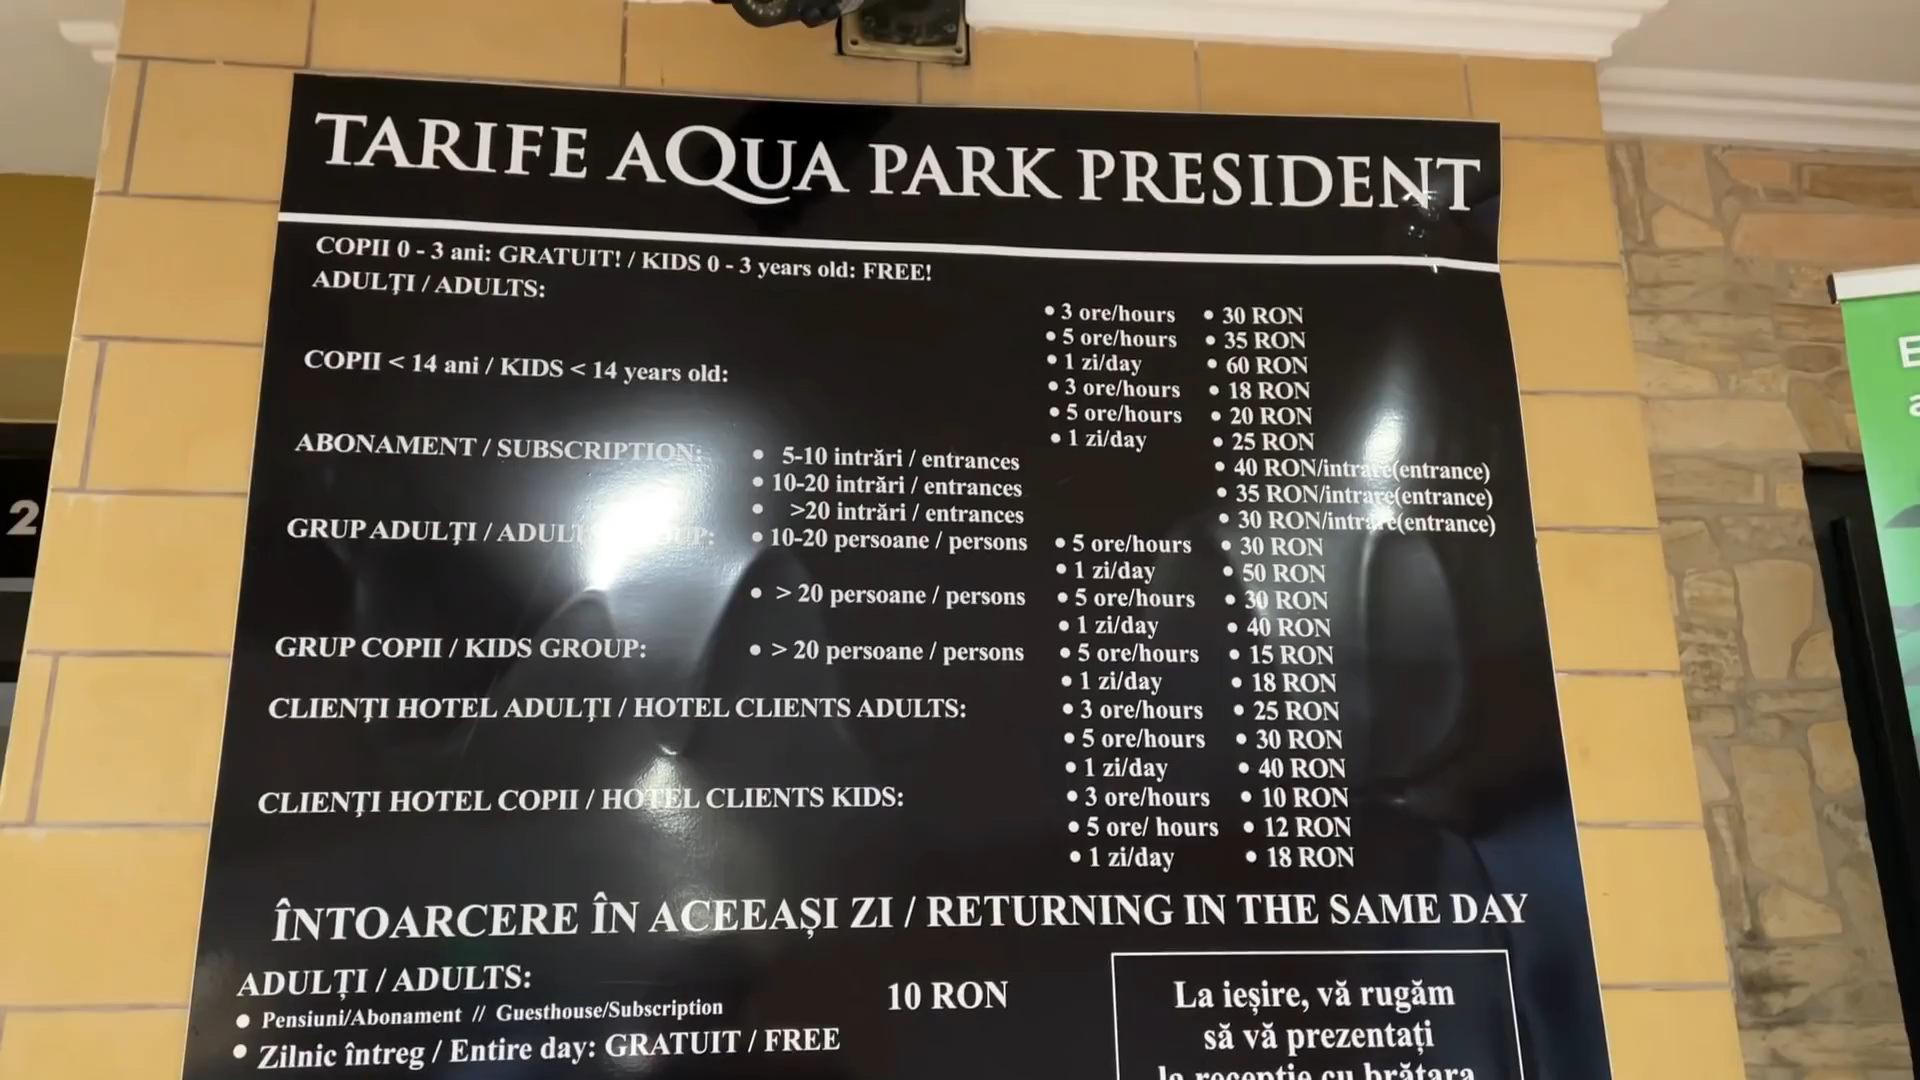 TARIFE AQUA PARK PRESIDENT
COPII 0 - 3 ani: GRATUIT! / KIDS 0 - 3 years old: FREE!
ADULȚI / ADULTS:
• 3 ore/hours • 30 RON
• 5 ore/hours • 35 RON
• 1 zi/day • 60 RON
COPII < 14 ani / KIDS < 14 years old:
• 3 ore/hours • 18 RON
• 5 ore/hours • 20 RON
• 1 zi/day • 25 RON
ABONAMENT / SUBSCRIPTION: • 5-10 intrări / entrances • 40 RON/intrare(entrance)
• 10-20 intrări / entrances • 35 RON/intrare(entrance)
• >20 intrări / entrances • 30 RON/intrare(entrance)
GRUP ADULȚI / ADULTS GROUP: • 10-20 persoane / persons • 5 ore/hours • 30 RON
• 1 zi/day • 50 RON
• > 20 persoane / persons • 5 ore/hours • 30 RON
• 1 zi/day • 40 RON
GRUP COPII / KIDS GROUP: • > 20 persoane / persons • 5 ore/hours • 15 RON
• 1 zi/day • 18 RON
CLIENȚI HOTEL ADULȚI / HOTEL CLIENTS ADULTS: • 3 ore/hours • 25 RON
• 5 ore/hours • 30 RON
• 1 zi/day • 40 RON
CLIENȚI HOTEL COPII / HOTEL CLIENTS KIDS: • 3 ore/hours • 10 RON
• 5 ore/ hours • 12 RON
• 1 zi/day • 18 RON
ÎNTOARCERE ÎN ACEEAȘI ZI / RETURNING IN THE SAME DAY
ADULȚI / ADULTS:
• Pensiuni/Abonament // Guesthouse/Subscription 10 RON
• Zilnic întreg / Entire day: GRATUIT / FREE
La ieșire, vă rugăm
să vă prezentați
la recepție cu brățara
2